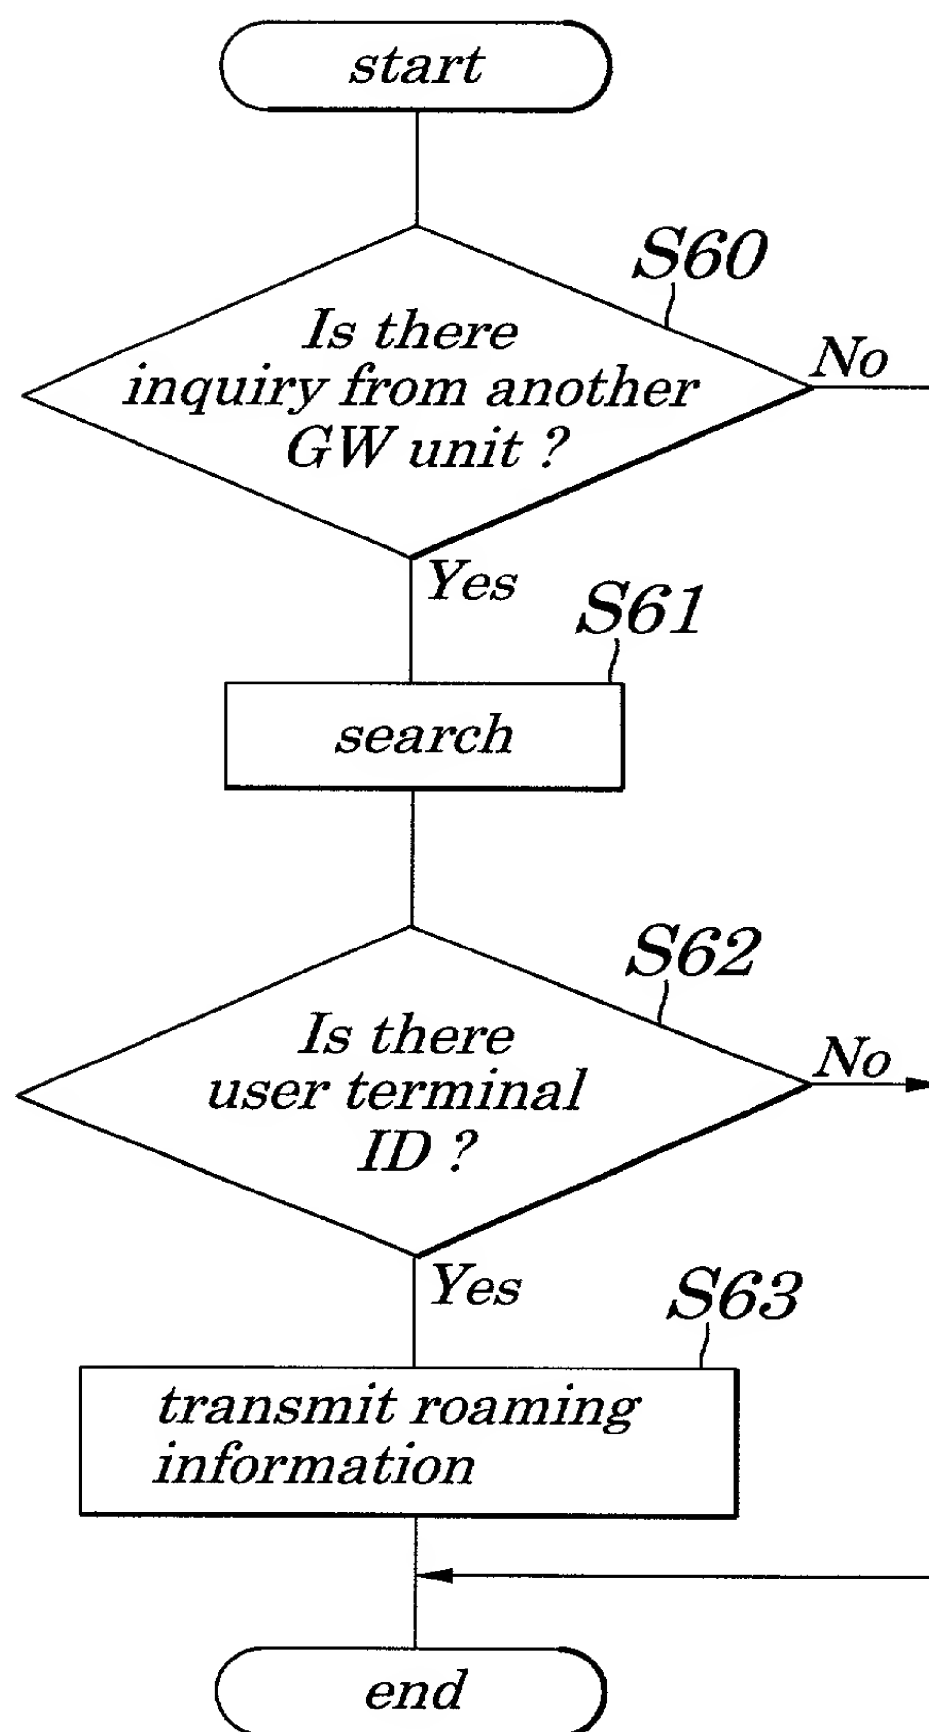 start
S60
Is there
inquiry from another
GW unit ?
No
Yes
S61
search
S62
Is there
user terminal
ID ?
No
Yes
S63
transmit roaming
information
end